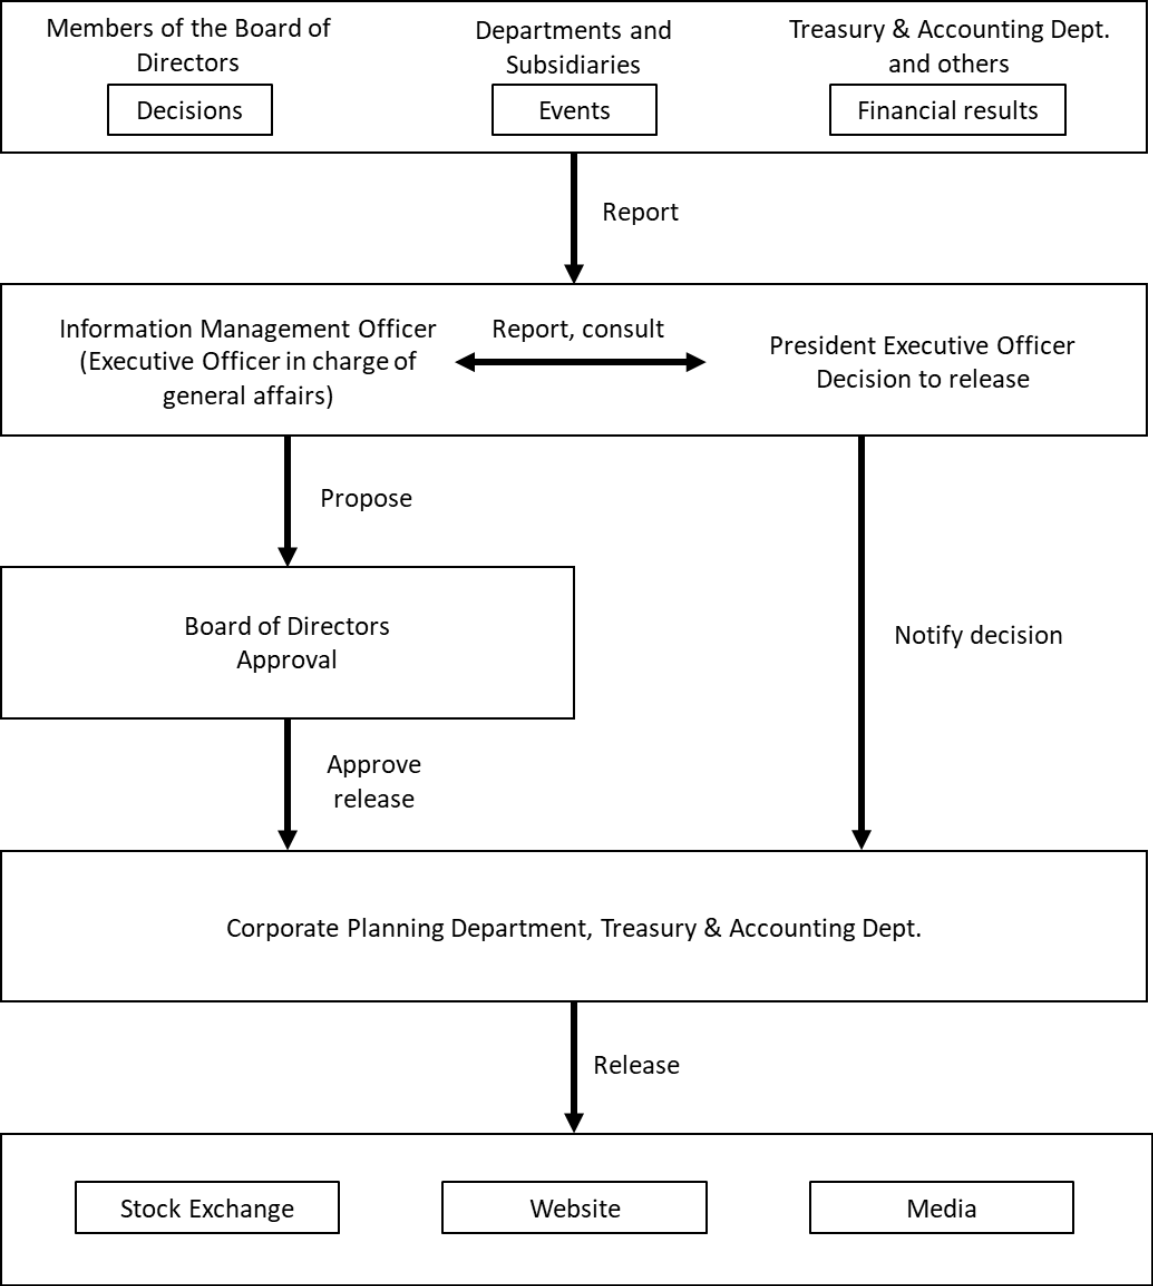 Members of the Board of
Directors
Decisions
Departments and
Subsidiaries
Events
Treasury & Accounting Dept.
and others
Financial results
Report
Information Management Officer
(Executive Officer in charge of
general affairs)
Report, consult
President Executive Officer
Decision to release
Propose
Board of Directors
Approval
Notify decision
Approve
release
Corporate Planning Department, Treasury & Accounting Dept.
Release
Stock Exchange
Website
Media